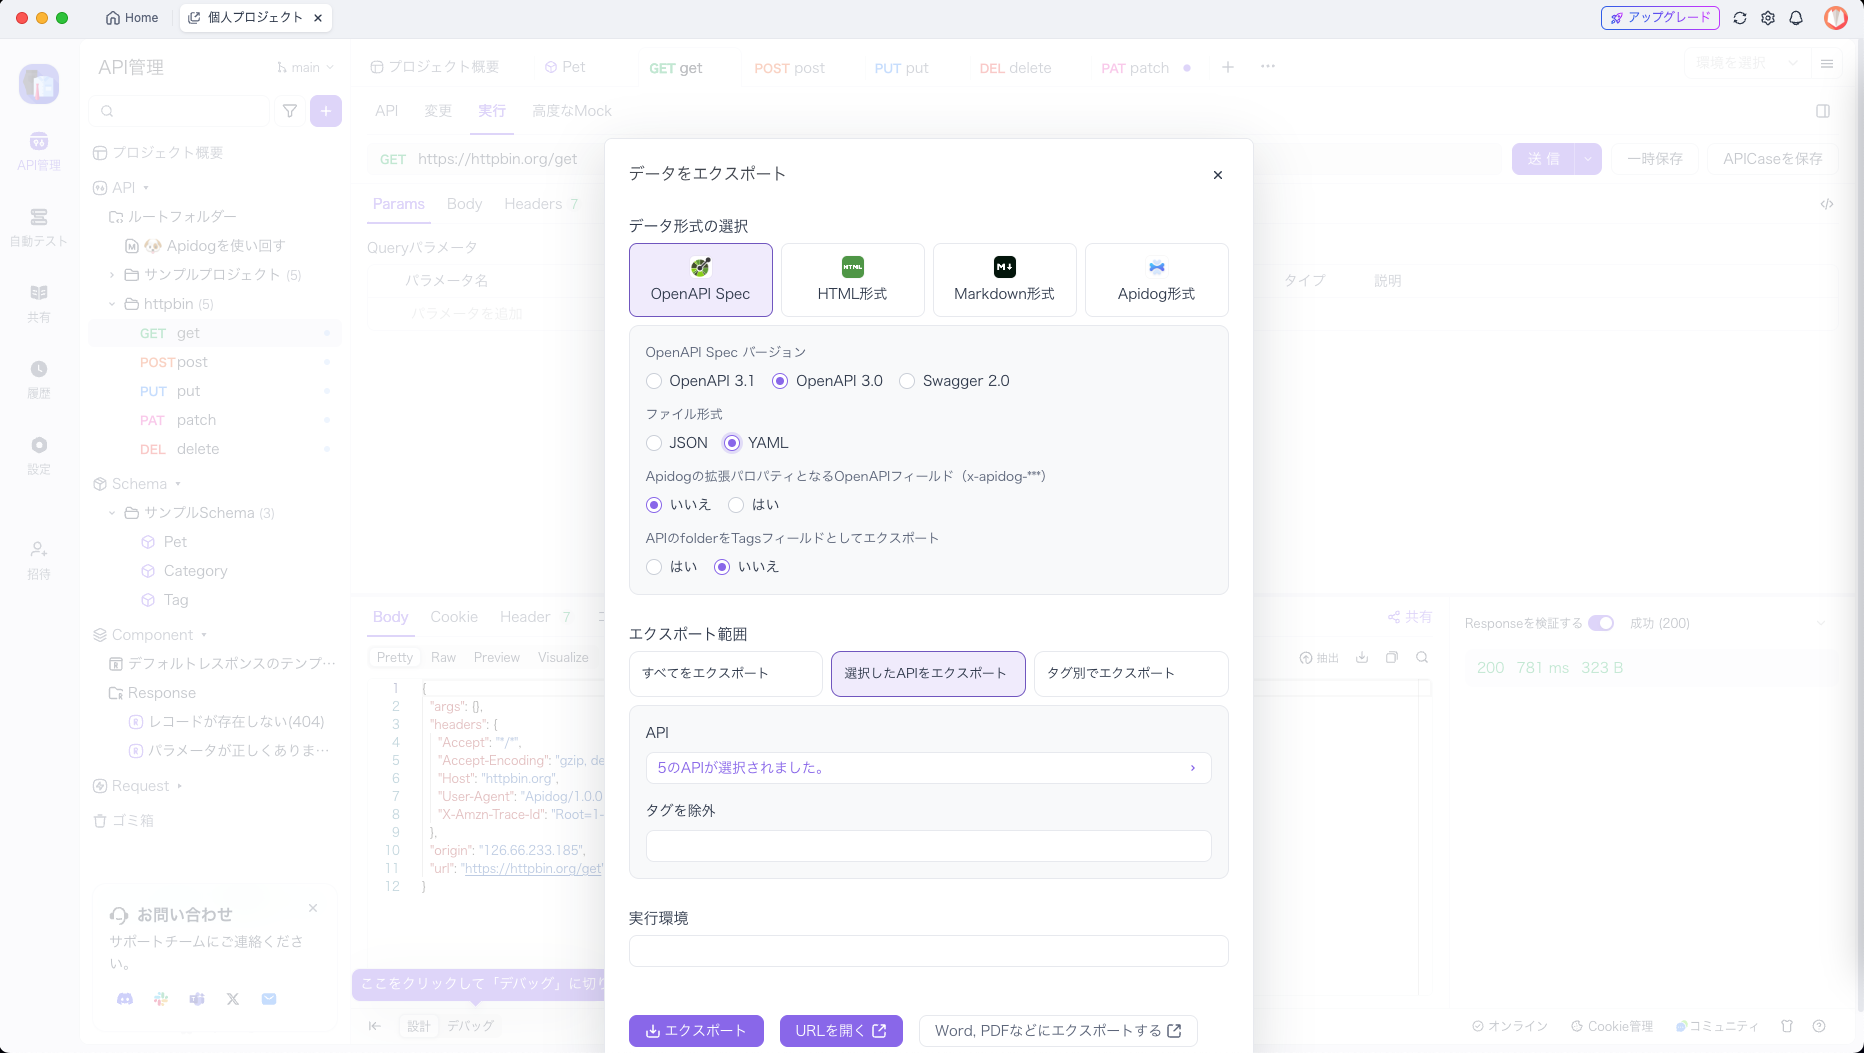 Home
個人プロジェクト
アップグレード
API管理
main
プロジェクト概要
Pet
GET get
POST post
PUT put
DEL delete
PAT patch
環境を選択
API
変更
実行
高度なMock
API管理
自動テスト
共有
履歴
設定
招待
プロジェクト概要
API
ルートフォルダー
Apidogを使い回す
サンプルプロジェクト (5)
httpbin (5)
GET get
POST post
PUT put
PAT patch
DEL delete
Schema
サンプルSchema (3)
Pet
Category
Tag
Component
デフォルトレスポンスのテンプ…
Response
レコードが存在しない(404)
パラメータが正しくありま…
Request
ゴミ箱
お問い合わせ
サポートチームにご連絡くださ
い。
GET https://httpbin.org/get
送 信
一時保存
APICaseを保存
Params
Body
Headers 7
Queryパラメータ
パラメータ名
タイプ
説明
パラメータを追加
データをエクスポート
データ形式の選択
OpenAPI Spec
HTML
HTML形式
Markdown形式
Apidog形式
OpenAPI Spec バージョン
OpenAPI 3.1
OpenAPI 3.0
Swagger 2.0
ファイル形式
JSON
YAML
Apidogの拡張パロパティとなるOpenAPIフィールド（x-apidog-***）
いいえ
はい
APIのfolderをTagsフィールドとしてエクスポート
はい
いいえ
エクスポート範囲
すべてをエクスポート
選択したAPIをエクスポート
タグ別でエクスポート
API
5のAPIが選択されました。
タグを除外
実行環境
エクスポート
URLを開く
Word, PDFなどにエクスポートする
Body
Cookie
Header 7
共有
Pretty
Raw
Preview
Visualize
抽出
1 {
2 "args": {},
3 "headers": {
4 "Accept": "*/*",
5 "Accept-Encoding": "gzip, de
6 "Host": "httpbin.org",
7 "User-Agent": "Apidog/1.0.0
8 "X-Amzn-Trace-Id": "Root=1-
9 },
10 "origin": "126.66.233.185",
11 "url": "https://httpbin.org/get"
12 }
Responseを検証する
成功 (200)
200 781 ms 323 B
ここをクリックして「デバッグ」に切り
設計
デバッグ
オンライン
Cookie管理
コミュニティ